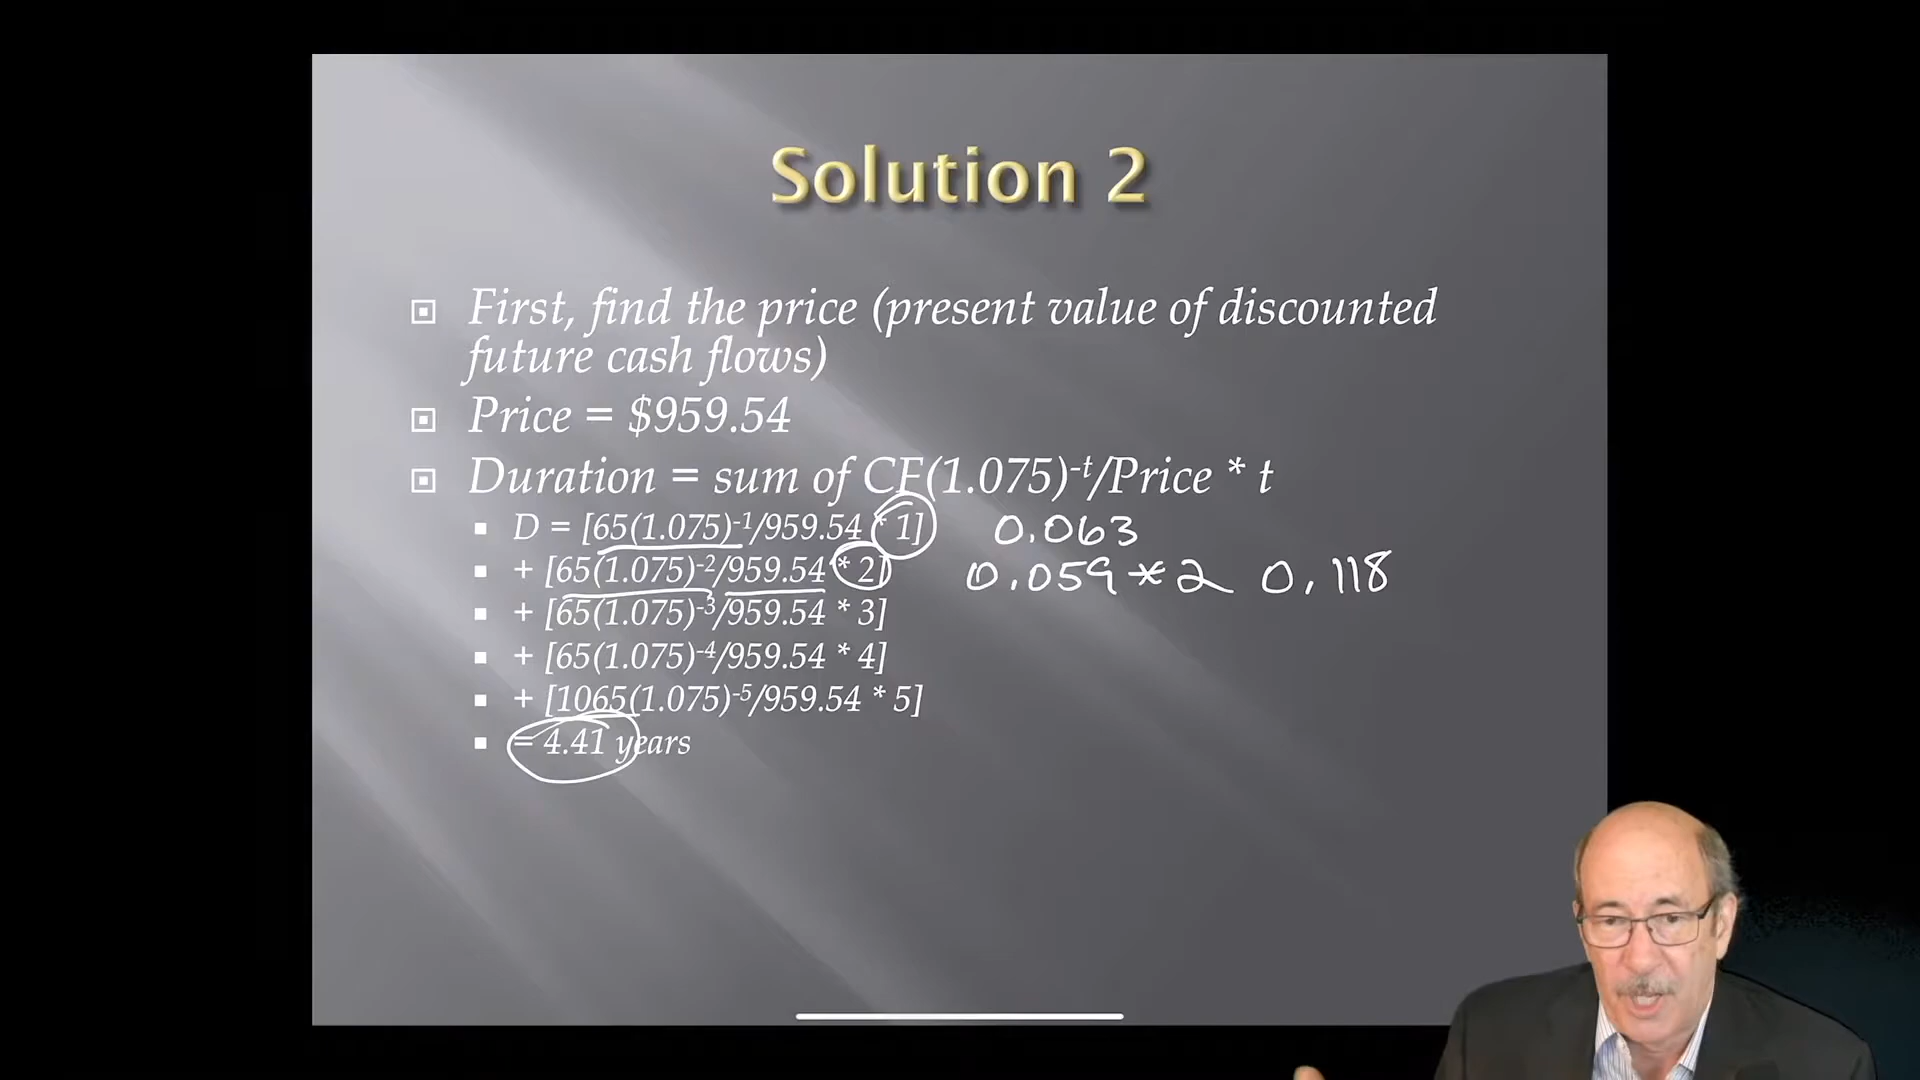 Solution 2
First, find the price (present value of discounted
future cash flows)
Price = $959.54
Duration = sum of CF(1.075)⁻ᵗ/Price * t
D = [65(1.075)⁻¹/959.54 * 1] 0.063
+ [65(1.075)⁻²/959.54 * 2] 0.059 * 2 0.118
+ [65(1.075)⁻³/959.54 * 3]
+ [65(1.075)⁻⁴/959.54 * 4]
+ [1065(1.075)⁻⁵/959.54 * 5]
= 4.41 years